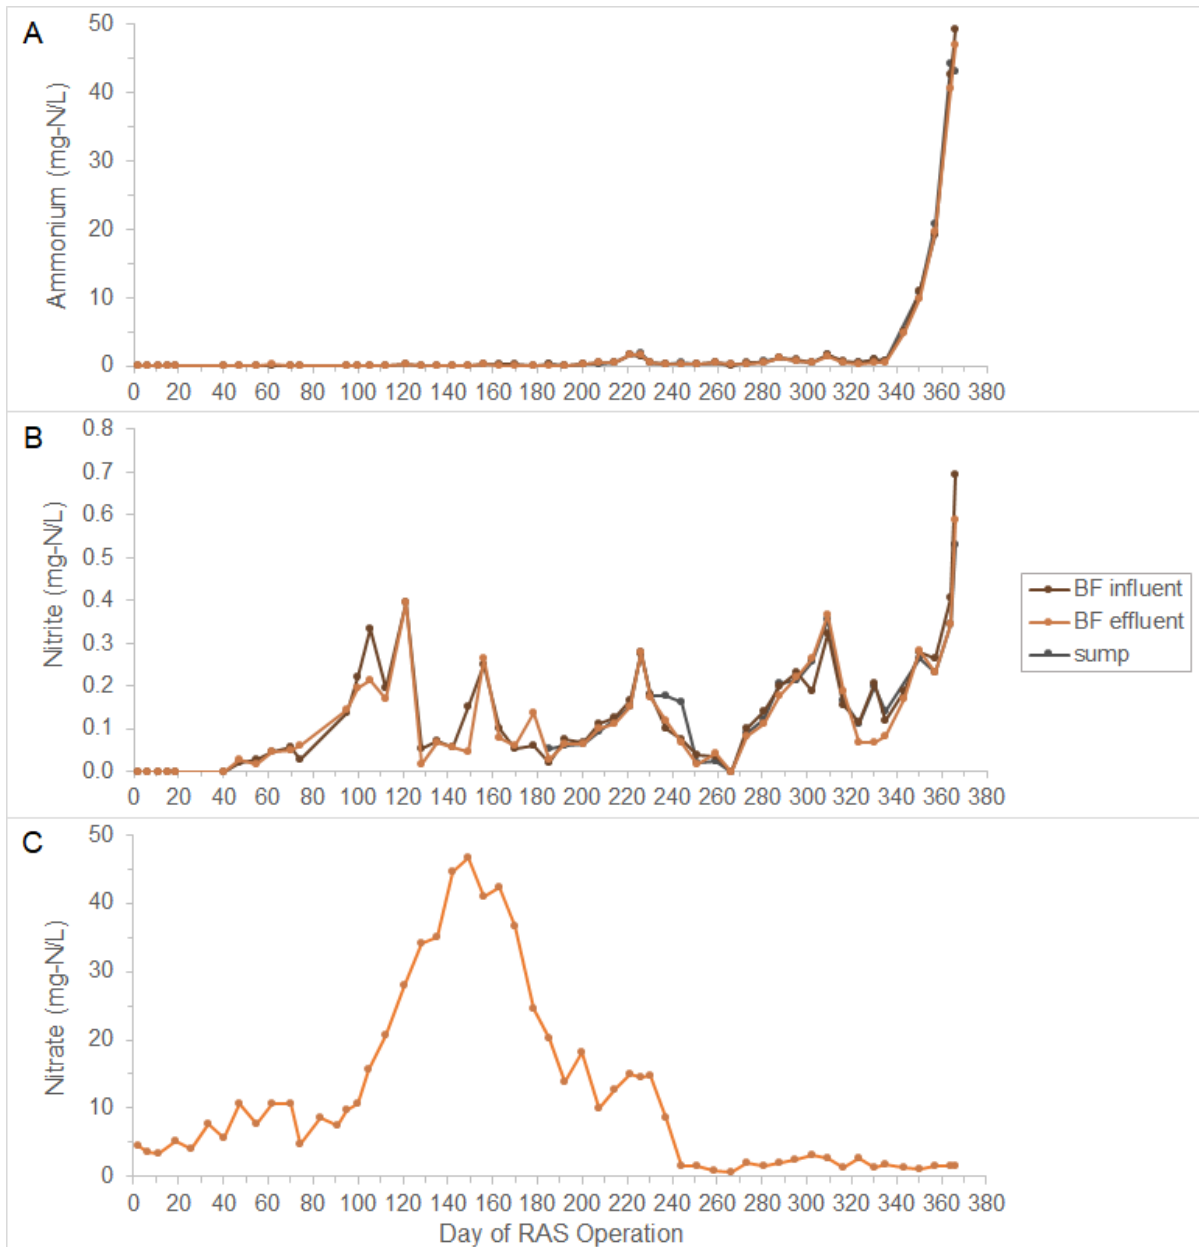 A
Ammonium (mg-N/L)
50
40
30
20
10
0
0 20 40 60 80 100 120 140 160 180 200 220 240 260 280 300 320 340 360 380
B
Nitrite (mg-N/L)
0.8
0.7
0.6
0.5
0.4
0.3
0.2
0.1
0.0
0 20 40 60 80 100 120 140 160 180 200 220 240 260 280 300 320 340 360 380
BF influent
BF effluent
sump
C
Nitrate (mg-N/L)
50
40
30
20
10
0
0 20 40 60 80 100 120 140 160 180 200 220 240 260 280 300 320 340 360 380
Day of RAS Operation